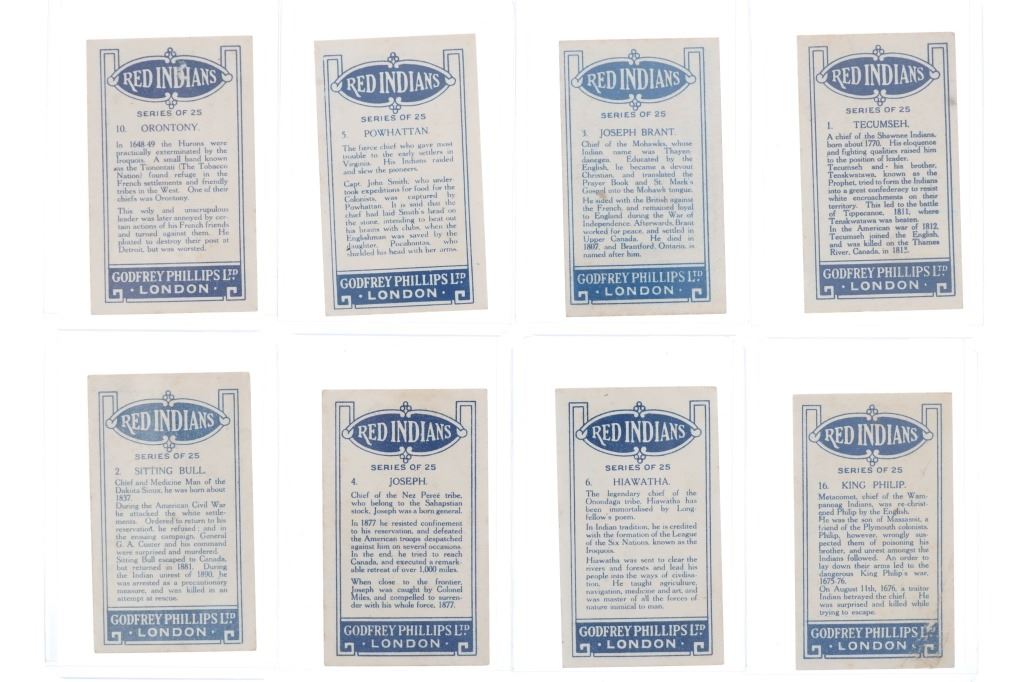 RED INDIANS
SERIES OF 25
10. ORONTONY.
In 1648-49 the Hurons were
practically exterminated by the
Iroquois. A small band known
as the Tionontati (The Tobacco
Nation) found refuge in the
French settlements and friendly
tribes in the West. One of their
chiefs was Orontony.
This wily and unscrupulous
leader was later annoyed by cer-
tain actions of his French friends
and turned against them. He
plotted to destroy their post at
Detroit, but was worsted.
GODFREY PHILLIPS LTD
· LONDON ·
RED INDIANS
SERIES OF 25
5. POWHATTAN.
The fierce chief who gave most
trouble to the early settlers in
Virginia. His Indians raided
and slew the pioneers.
Capt. John Smith, who under
took expeditions for food for the
Colonists, was captured by
Powhattan. It is said that the
chief had laid Smith's head on
the stone, intending to beat out
his brains with clubs, when the
Englishman was saved by the
daughter, Pocahontas, who
shielded his head with her arms.
GODFREY PHILLIPS LTD
· LONDON ·
RED INDIANS
SERIES OF 25
3. JOSEPH BRANT.
Chief of the Mohawks, whose
Indian name was Thayen-
danegen. Educated by the
English, he became a devout
Christian, and translated the
Prayer Book and St. Mark's
Gospel into the Mohawk tongue.
He sided with the British against
the French, and remained loyal
to England during the War of
Independence. Afterwards, Brant
worked for peace, and settled in
Upper Canada. He died in
1807, and Brantford, Ontario, is
named after him.
GODFREY PHILLIPS LTD
· LONDON ·
RED INDIANS
SERIES OF 25
1. TECUMSEH.
A chief of the Shawnee Indians,
born about 1770. His eloquence
and fighting qualities raised him
to the position of leader.
Tecumseh and his brother,
Tenskwatawa, known as the
Prophet, tried to form the Indians
into a great confederacy to resist
white encroachments on their
territory. This led to the battle
of Tippecanoe, 1811, where
Tenskwatawa was beaten.
In the American war of 1812,
Tecumseh joined the English,
and was killed on the Thames
River, Canada, in 1813.
GODFREY PHILLIPS LTD
· LONDON ·
RED INDIANS
SERIES OF 25
2. SITTING BULL.
Chief and Medicine Man of the
Dakota Sioux, he was born about
1837.
During the American Civil War
he attacked the white settle-
ments. Ordered to return to his
reservation, he refused; and in
the ensuing campaign, General
G. A. Custer and his command
were surprised and murdered.
Sitting Bull escaped to Canada,
but returned in 1881. During
the Indian unrest of 1890, he
was arrested as a precautionary
measure, and was killed in an
attempt at rescue.
GODFREY PHILLIPS LTD
· LONDON ·
RED INDIANS
SERIES OF 25
4. JOSEPH.
Chief of the Nez Percé tribe,
who belong to the Sahapstian
stock, Joseph was a born general.
In 1877 he resisted confinement
to his reservation, and defeated
the American troops despatched
against him on several occasions.
In the end, he tried to reach
Canada, and executed a remark-
able retreat of over 1,000 miles.
When close to the frontier,
Joseph was caught by Colonel
Miles, and compelled to surren-
der with his whole force, 1877.
GODFREY PHILLIPS LTD
· LONDON ·
RED INDIANS
SERIES OF 25
6. HIAWATHA.
The legendary chief of the
Onondaga tribe, Hiawatha has
been immortalised by Long-
fellow's poem.
In Indian tradition, he is credited
with the formation of the League
of the Six Nations, known as the
Iroquois.
Hiawatha was sent to clear the
rivers and forests and lead his
people into the ways of civilisa-
tion. He taught agriculture,
navigation, medicine and art, and
was master of all the forces of
nature inimical to man.
GODFREY PHILLIPS LTD
· LONDON ·
RED INDIANS
SERIES OF 25
16. KING PHILIP.
Metacomet, chief of the Wam-
panoag Indians, was re-christ-
ened Philip by the English.
He was the son of Massasoit, a
friend of the Plymouth colonists.
Philip, however, wrongly sus-
pected them of poisoning his
brother, and unrest amongst the
Indians followed. An order to
lay down their arms led to the
dangerous King Philip's war,
1675-76.
On August 11th, 1676, a traitor
Indian betrayed the chief. He
was surprised and killed while
trying to escape.
GODFREY PHILLIPS LTD
· LONDON ·